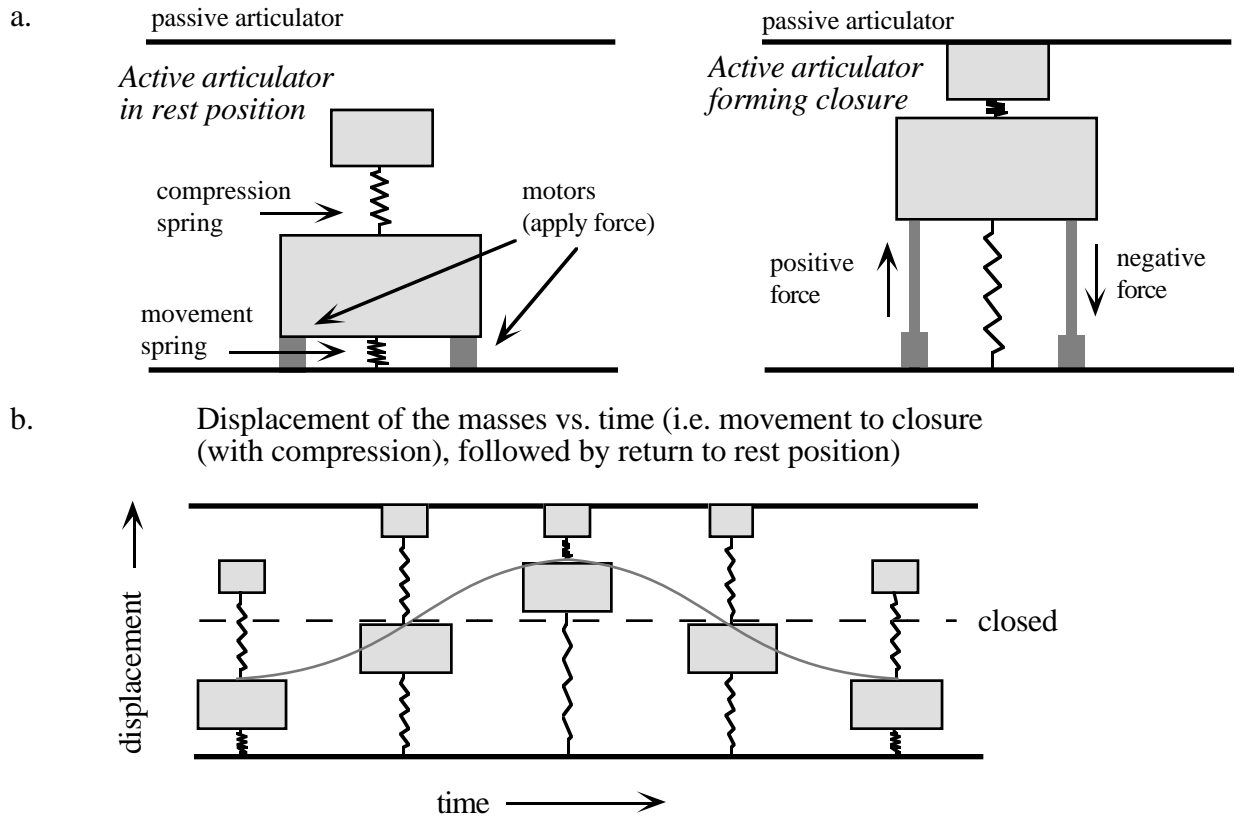 a.
passive articulator
Active articulator
in rest position
compression
spring
motors
(apply force)
movement
spring
passive articulator
Active articulator
forming closure
positive
force
negative
force
b.
Displacement of the masses vs. time (i.e. movement to closure
(with compression), followed by return to rest position)
displacement
closed
time